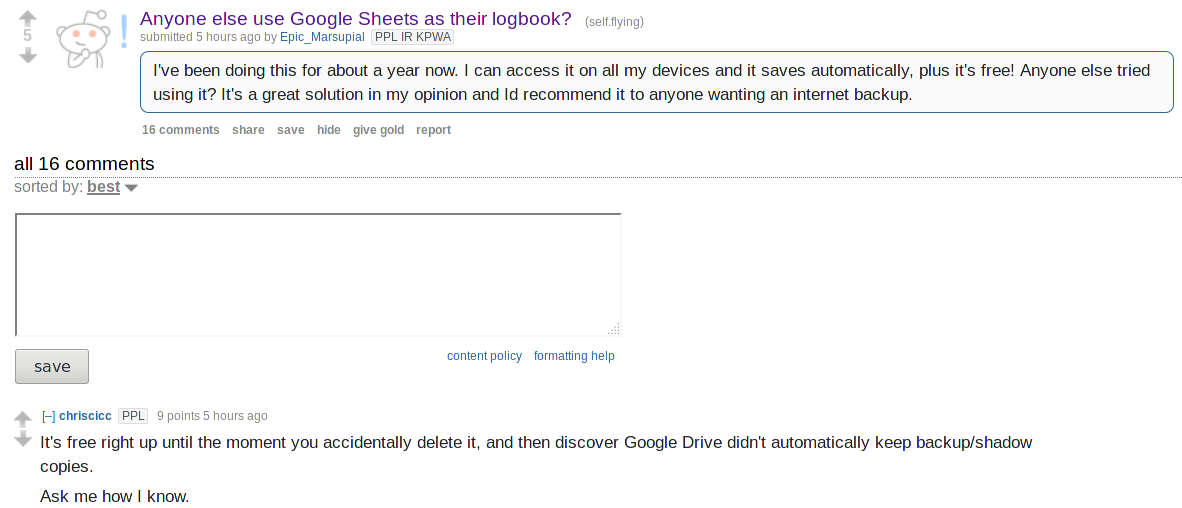 Anyone else use Google Sheets as their logbook? (self.flying)
5
submitted 5 hours ago by Epic_Marsupial PPL IR KPWA
I've been doing this for about a year now. I can access it on all my devices and it saves automatically, plus it's free! Anyone else tried
using it? It's a great solution in my opinion and Id recommend it to anyone wanting an internet backup.
16 comments share save hide give gold report
all 16 comments
sorted by: best
save
content policy formatting help
[–] chriscicc PPL 9 points 5 hours ago
It's free right up until the moment you accidentally delete it, and then discover Google Drive didn't automatically keep backup/shadow
copies.
Ask me how I know.